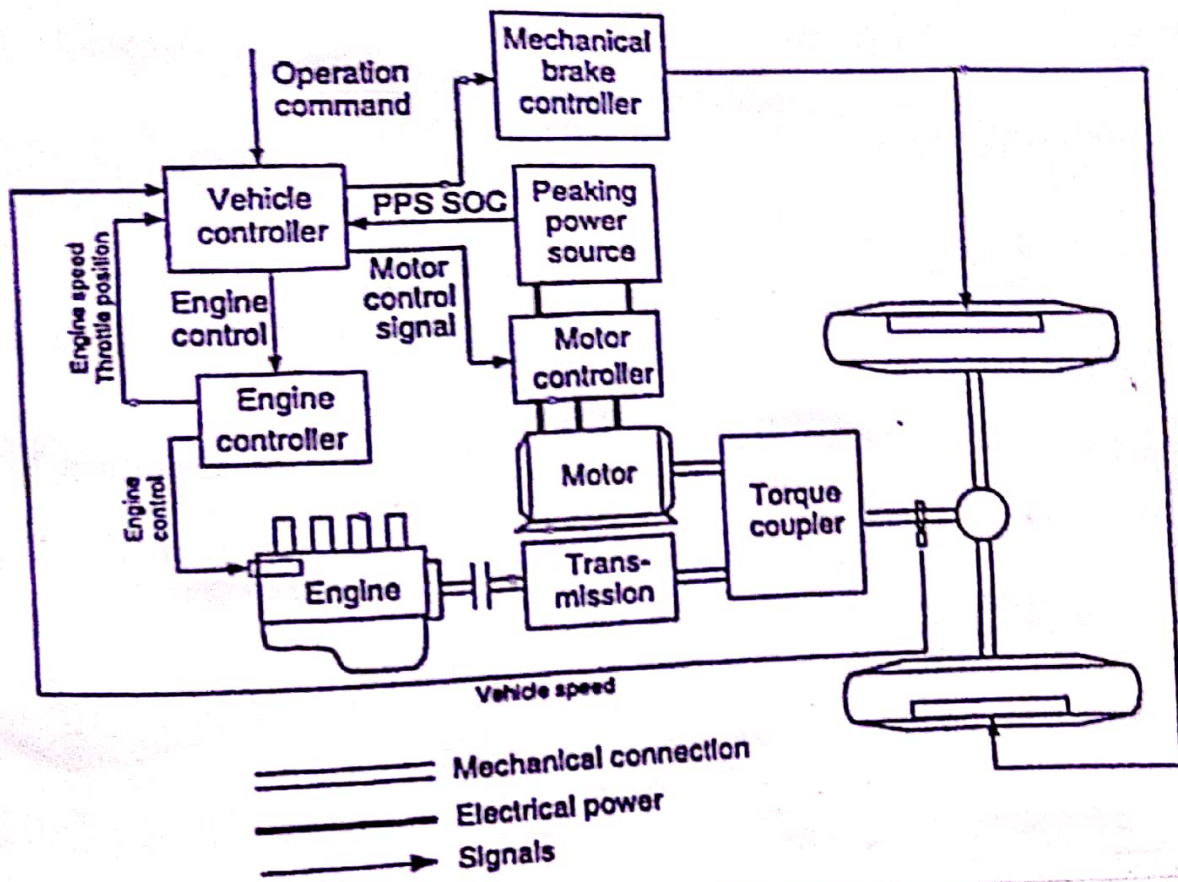 Operation
command
Mechanical
brake
controller
Vehicle
controller
PPS SOC
Peaking
power
source
Engine speed
Throttle position
Engine
control
Motor
control
signal
Motor
controller
Engine
controller
Engine
control
Motor
Torque
coupler
Engine
Trans-
mission
Vehicle speed
Mechanical connection
Electrical power
Signals